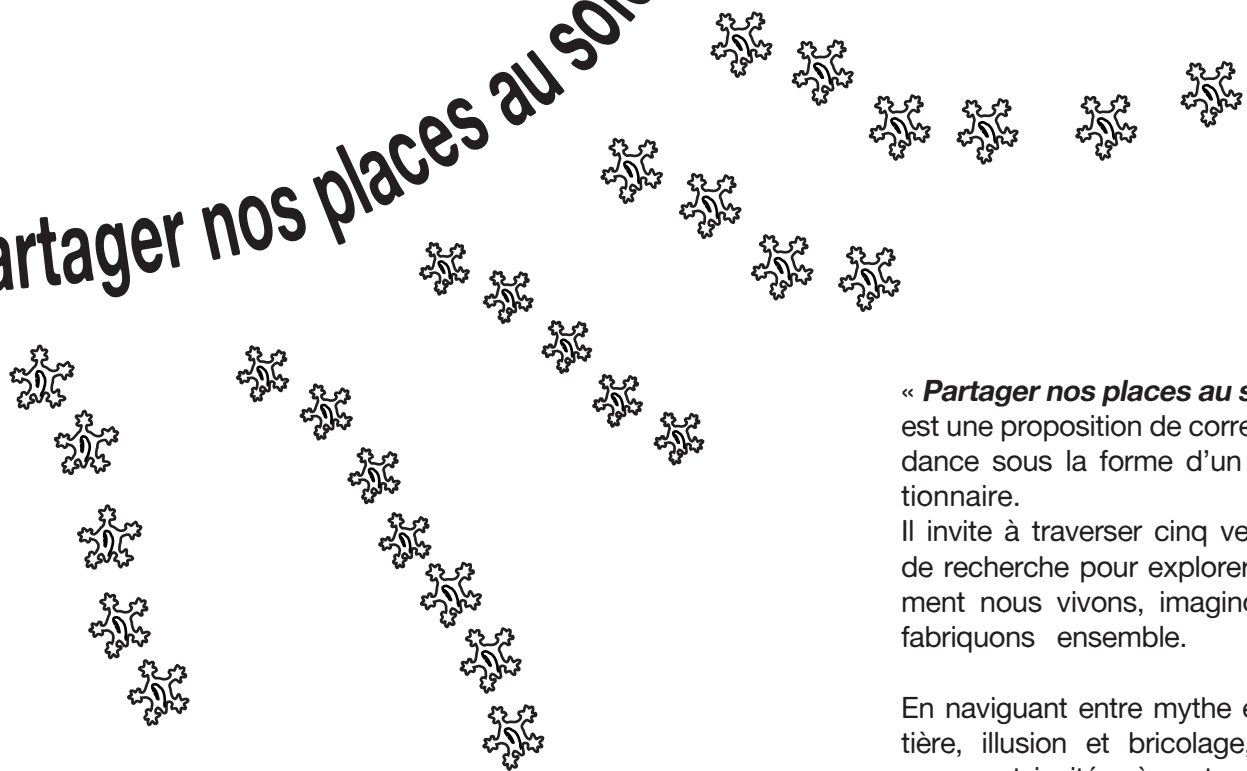 artager nos places au sole
« Partager nos places au s
est une proposition de corre
dance sous la forme d’un
tionnaire.
Il invite à traverser cinq ve
de recherche pour explorer
ment nous vivons, imagino
fabriquons ensemble.
En naviguant entre mythe e
tière, illusion et bricolage,